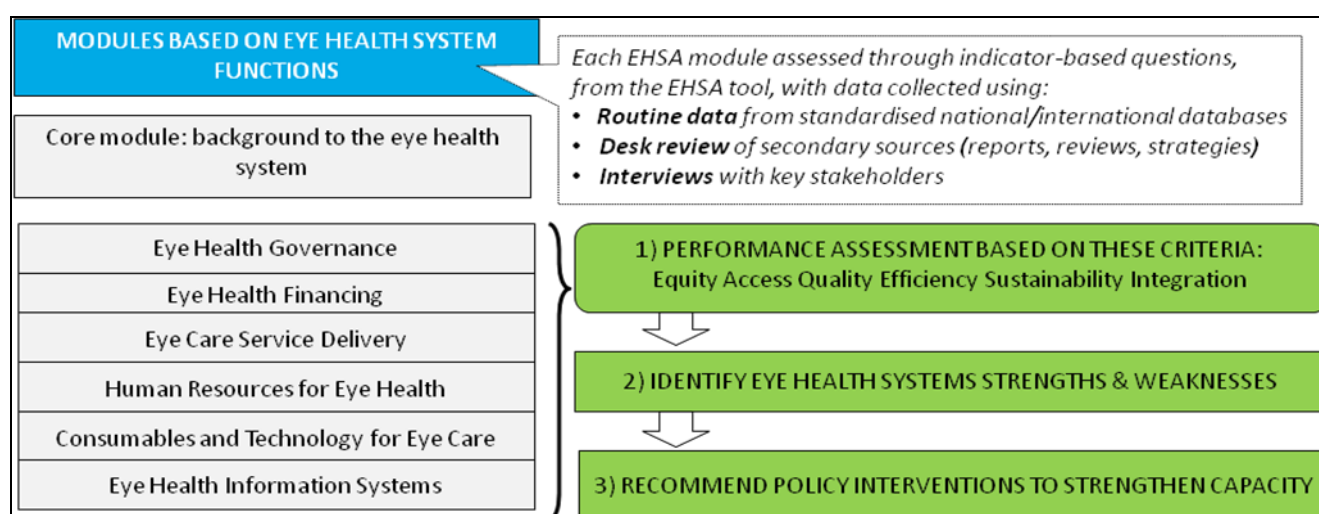 MODULES BASED ON EYE HEALTH SYSTEM
FUNCTIONS
Each EHSA module assessed through indicator-based questions,
from the EHSA tool, with data collected using:
• Routine data from standardised national/international databases
• Desk review of secondary sources (reports, reviews, strategies)
• Interviews with key stakeholders
Core module: background to the eye health
system
Eye Health Governance
Eye Health Financing
Eye Care Service Delivery
Human Resources for Eye Health
Consumables and Technology for Eye Care
Eye Health Information Systems
1) PERFORMANCE ASSESSMENT BASED ON THESE CRITERIA:
Equity Access Quality Efficiency Sustainability Integration
2) IDENTIFY EYE HEALTH SYSTEMS STRENGTHS & WEAKNESSES
3) RECOMMEND POLICY INTERVENTIONS TO STRENGTHEN CAPACITY